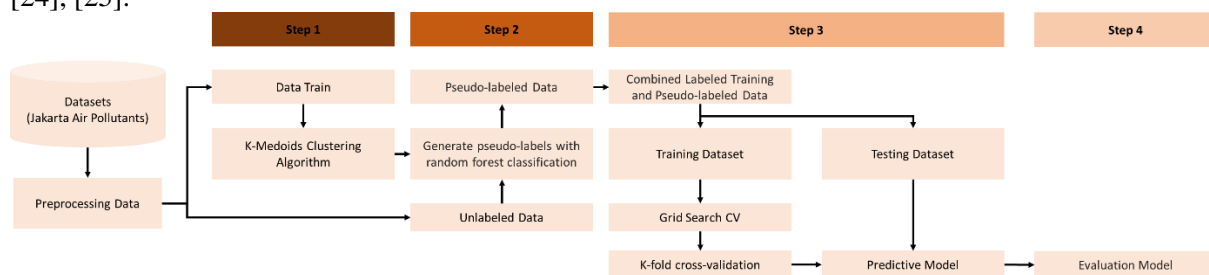 [24], [25].
Step 1
Step 2
Step 3
Step 4
Datasets
(Jakarta Air Pollutants)
Preprocessing Data
Data Train
K-Medoids Clustering
Algorithm
Pseudo-labeled Data
Generate pseudo-labels with
random forest classification
Unlabeled Data
Combined Labeled Training
and Pseudo-labeled Data
Training Dataset
Testing Dataset
Grid Search CV
K-fold cross-validation
Predictive Model
Evaluation Model